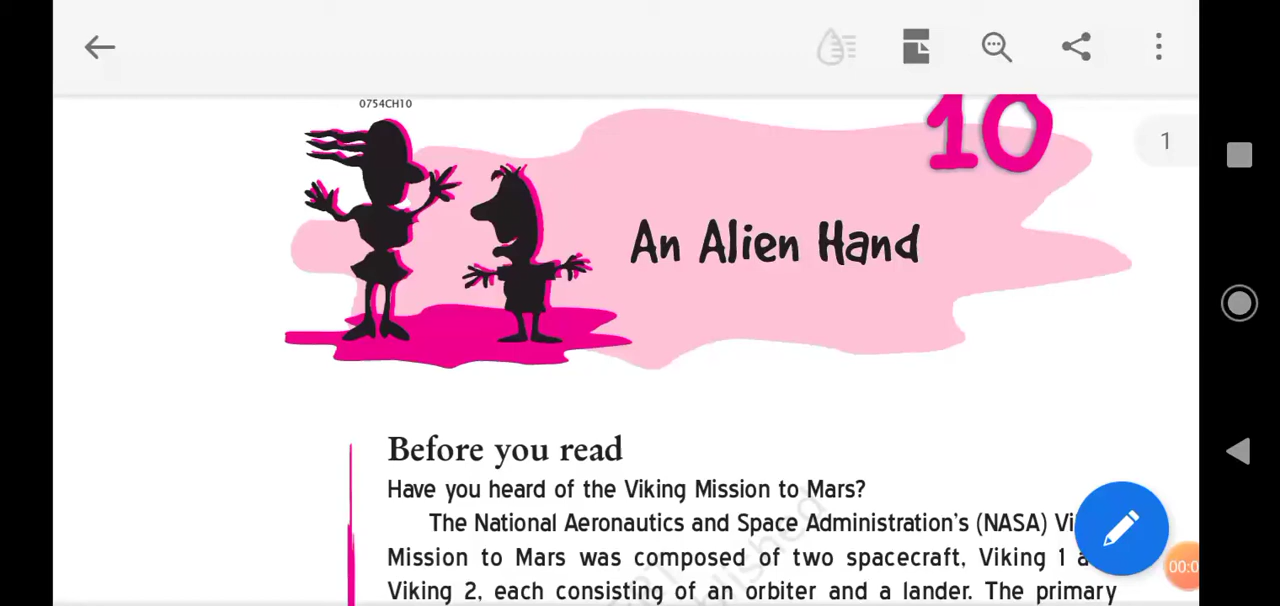 0754CH10
10
1
An Alien Hand
Before you read
Have you heard of the Viking Mission to Mars?
The National Aeronautics and Space Administration's (NASA)
Mission to Mars was composed of two spacecraft, Viking 1
Viking 2, each consisting of an orbiter and a lander. The primary
00:0